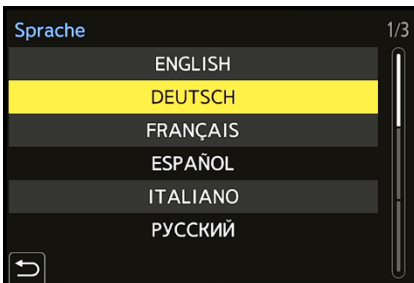 Sprache 1/3
ENGLISH
DEUTSCH
FRANÇAIS
ESPAÑOL
ITALIANO
РУССКИЙ